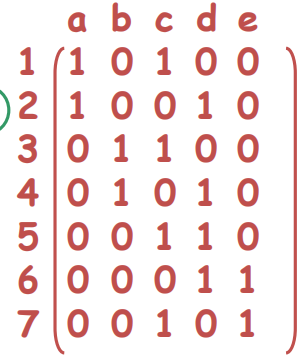 a b c d e
1 1 0 1 0 0
2 1 0 0 1 0
3 0 1 1 0 0
4 0 1 0 1 0
5 0 0 1 1 0
6 0 0 0 1 1
7 0 0 1 0 1